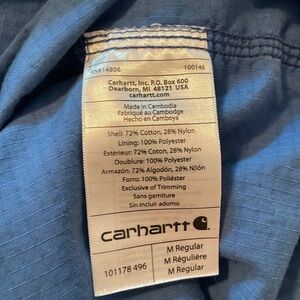 RN#14806 100146
Carhartt, Inc. P.O. Box 600
Dearborn, MI 48121 USA
carhartt.com
Made in Cambodia
Fabriqué au Cambodge
Hecho en Camboya
Shell: 72% Cotton, 28% Nylon
Lining: 100% Polyester
Extérieur: 72% Coton, 28% Nylon
Doublure: 100% Polyester
Armazón: 72% Algodón, 28% Nilón
Forro: 100% Poliéster
Exclusive of Trimming
Sans garniture
Sin incluir adorno
carhartt
101178 496
M Regular
M Régulière
M Regular